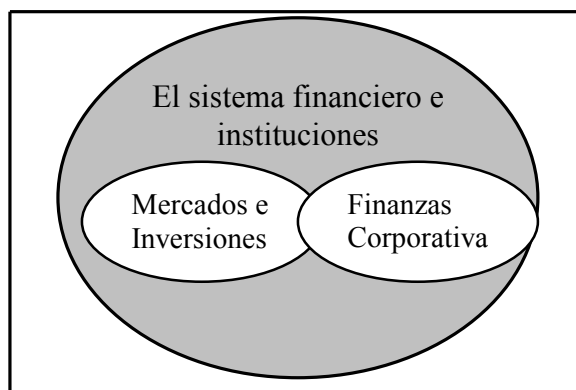 El sistema financiero e
instituciones
Mercados e
Inversiones
Finanzas
Corporativa